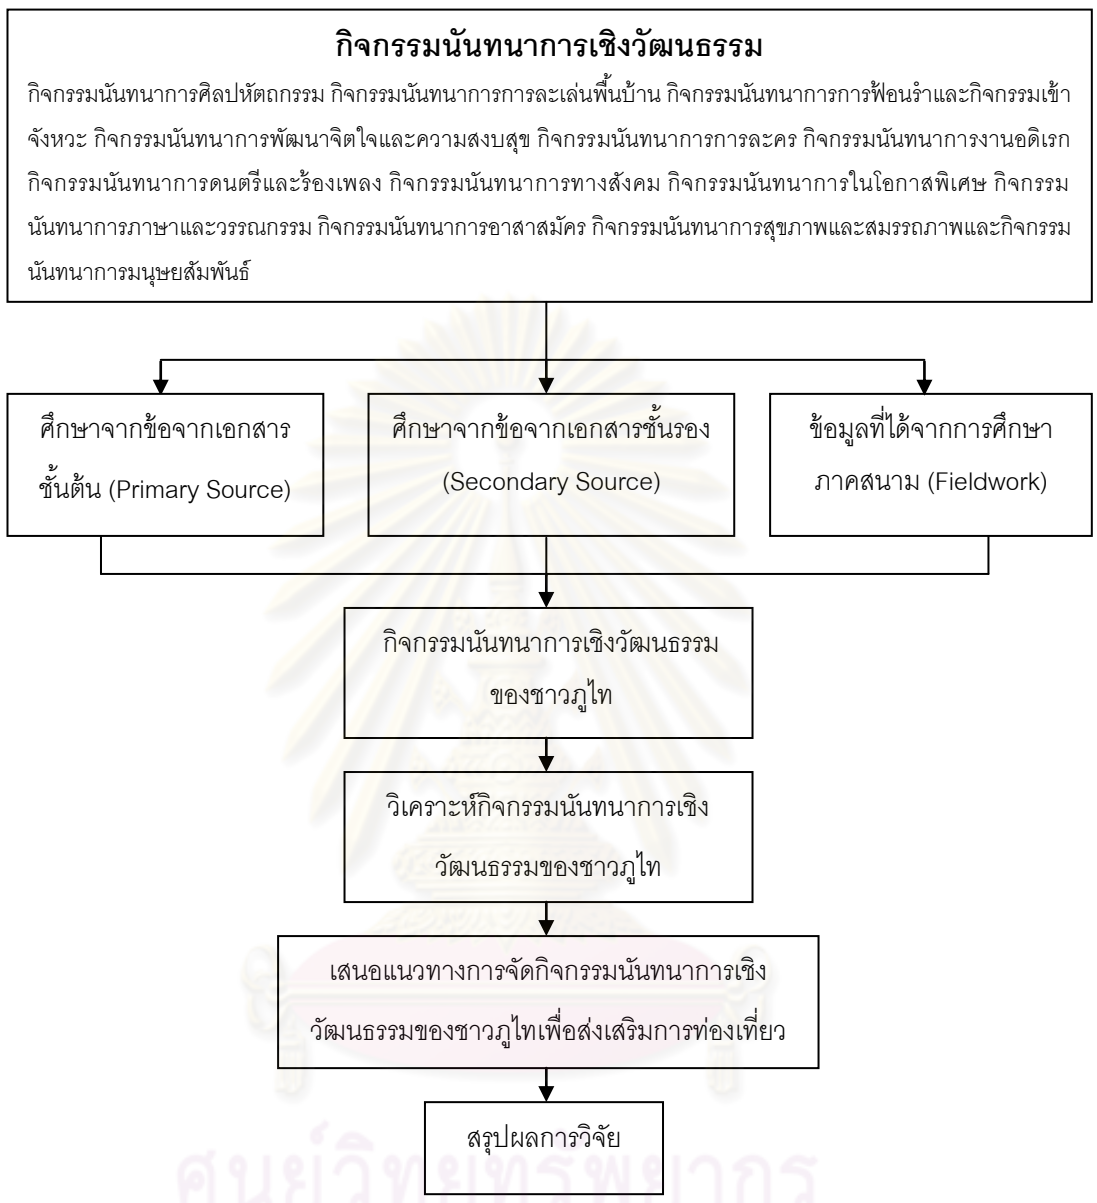 กิจกรรมนันทนาการเชิงวัฒนธรรม
กิจกรรมนันทนาการศิลปหัตถกรรม กิจกรรมนันทนาการการละเล่นพื้นบ้าน กิจกรรมนันทนาการการฟ้อนรำและกิจกรรมเข้า
จังหวะ กิจกรรมนันทนาการพัฒนาจิตใจและความสงบสุข กิจกรรมนันทนาการการละคร กิจกรรมนันทนาการงานอดิเรก
กิจกรรมนันทนาการดนตรีและร้องเพลง กิจกรรมนันทนาการทางสังคม กิจกรรมนันทนาการในโอกาสพิเศษ กิจกรรม
นันทนาการภาษาและวรรณกรรม กิจกรรมนันทนาการอาสาสมัคร กิจกรรมนันทนาการสุขภาพและสมรรถภาพและกิจกรรม
นันทนาการมนุษยสัมพันธ์
ศึกษาจากข้อจากเอกสาร
ชั้นต้น (Primary Source)
ศึกษาจากข้อจากเอกสารชั้นรอง
(Secondary Source)
ข้อมูลที่ได้จากการศึกษา
ภาคสนาม (Fieldwork)
กิจกรรมนันทนาการเชิงวัฒนธรรม
ของชาวภูไท
วิเคราะห์กิจกรรมนันทนาการเชิง
วัฒนธรรมของชาวภูไท
เสนอแนวทางการจัดกิจกรรมนันทนาการเชิง
วัฒนธรรมของชาวภูไทเพื่อส่งเสริมการท่องเที่ยว
สรุปผลการวิจัย
ศูนย์วิทยทรัพยากร